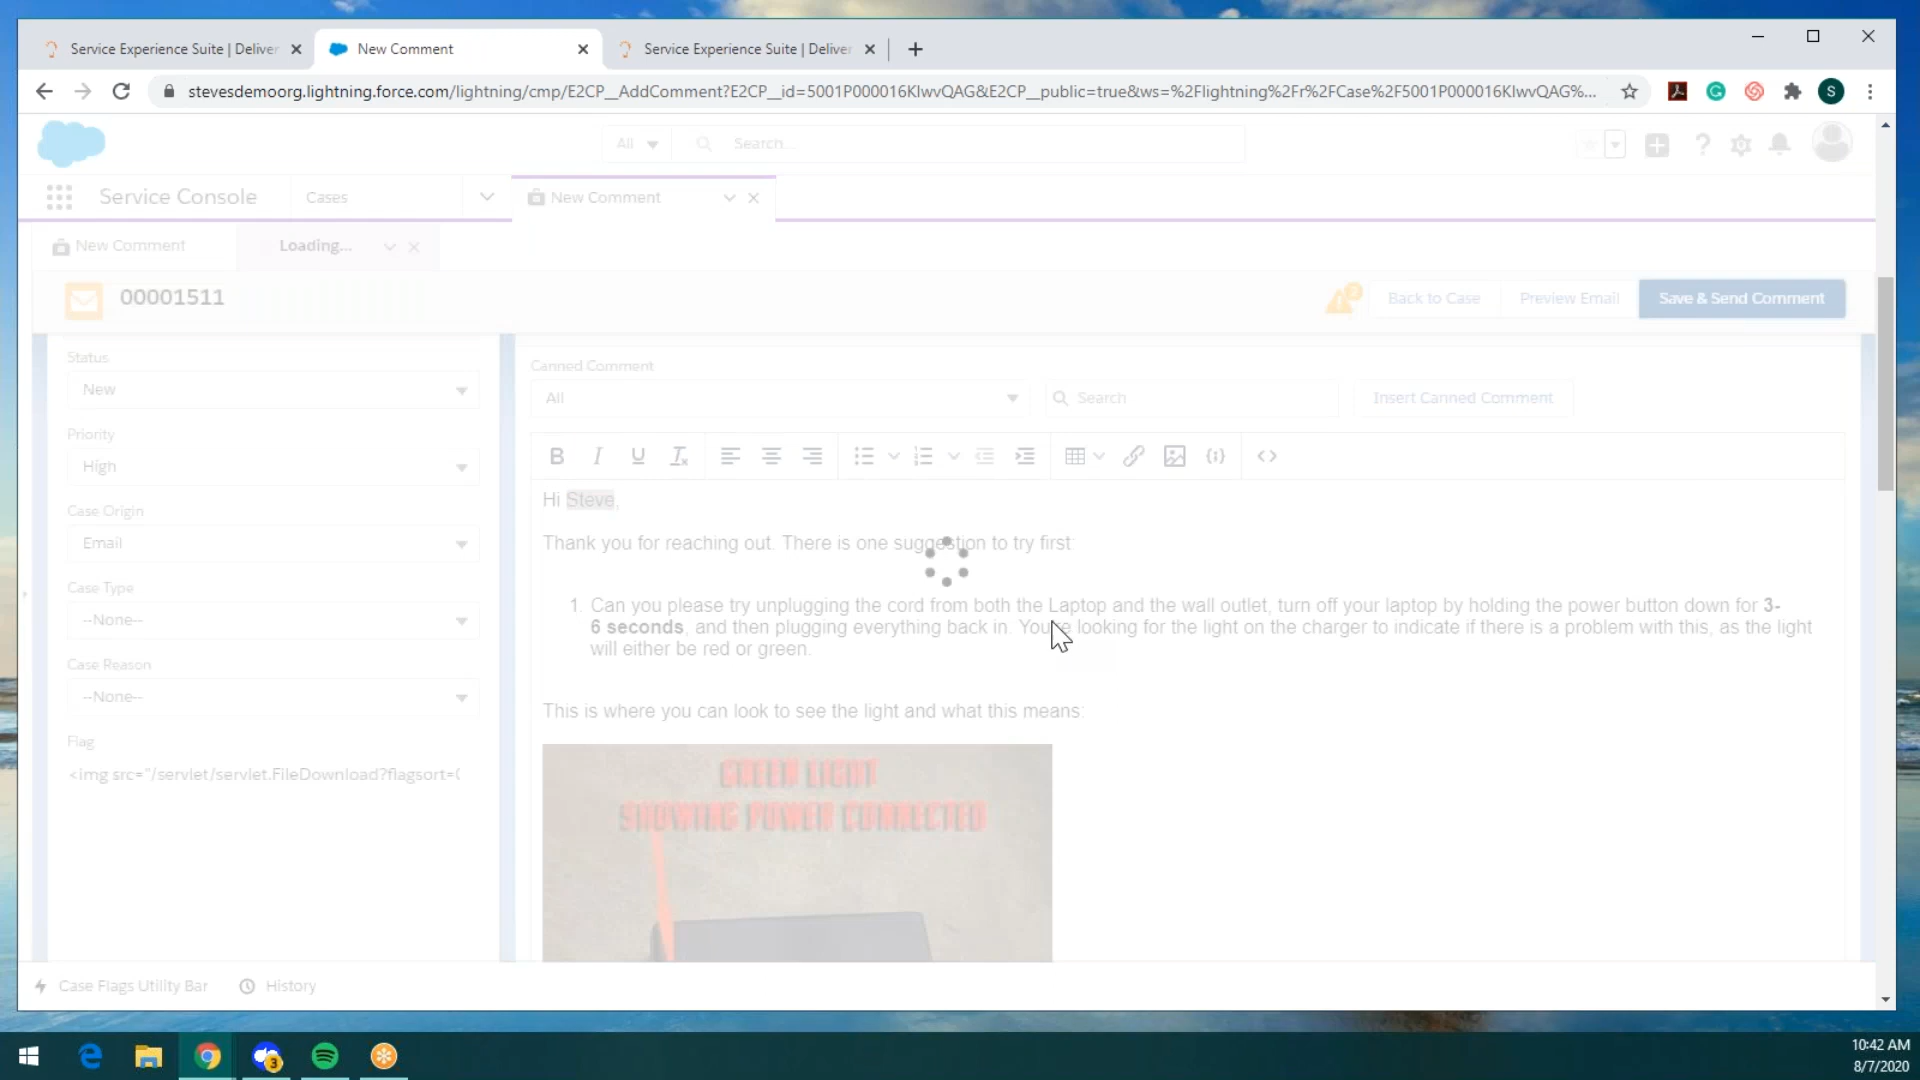 Service Experience Suite | Deliver
New Comment
Service Experience Suite | Deliver
stevesdemoorg.lightning.force.com/lightning/cmp/E2CP__AddComment?E2CP__id=5001P000016KlwvQAG&E2CP__public=true&ws=%2Flightning%2Fr%2FCase%2F5001P000016KlwvQAG%...
S
All
Search...
Service Console
Cases
New Comment
New Comment
Loading...
00001511
2
Back to Case
Preview Email
Save & Send Comment
Status
New
Priority
High
Case Origin
Email
Case Type
--None--
Case Reason
--None--
Flag
<img src="/servlet/servlet.FileDownload?flagsort=(
Canned Comment
All
Search
Insert Canned Comment
Hi Steve,
Thank you for reaching out. There is one suggestion to try first:
1. Can you please try unplugging the cord from both the Laptop and the wall outlet, turn off your laptop by holding the power button down for 3-
6 seconds, and then plugging everything back in. You're looking for the light on the charger to indicate if there is a problem with this, as the light
will either be red or green.
This is where you can look to see the light and what this means:
GREEN LIGHT
SHOWING POWER CONNECTED
Case Flags Utility Bar
History
3
10:42 AM
8/7/2020